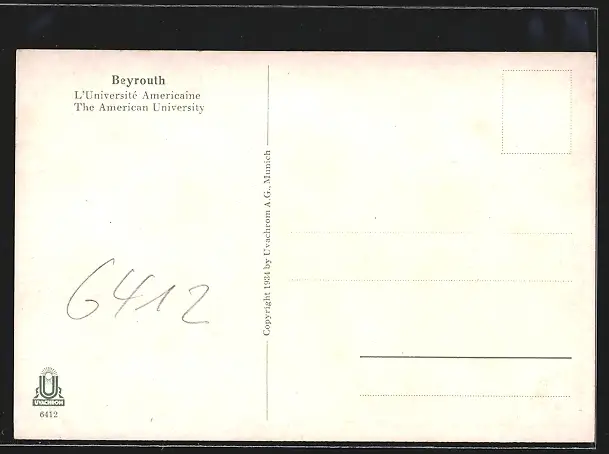 Beyrouth
L'Université Americaine
The American University
Copyright 1934 by Uvachrom A.G., Munich
6412
UVACHROM
6412